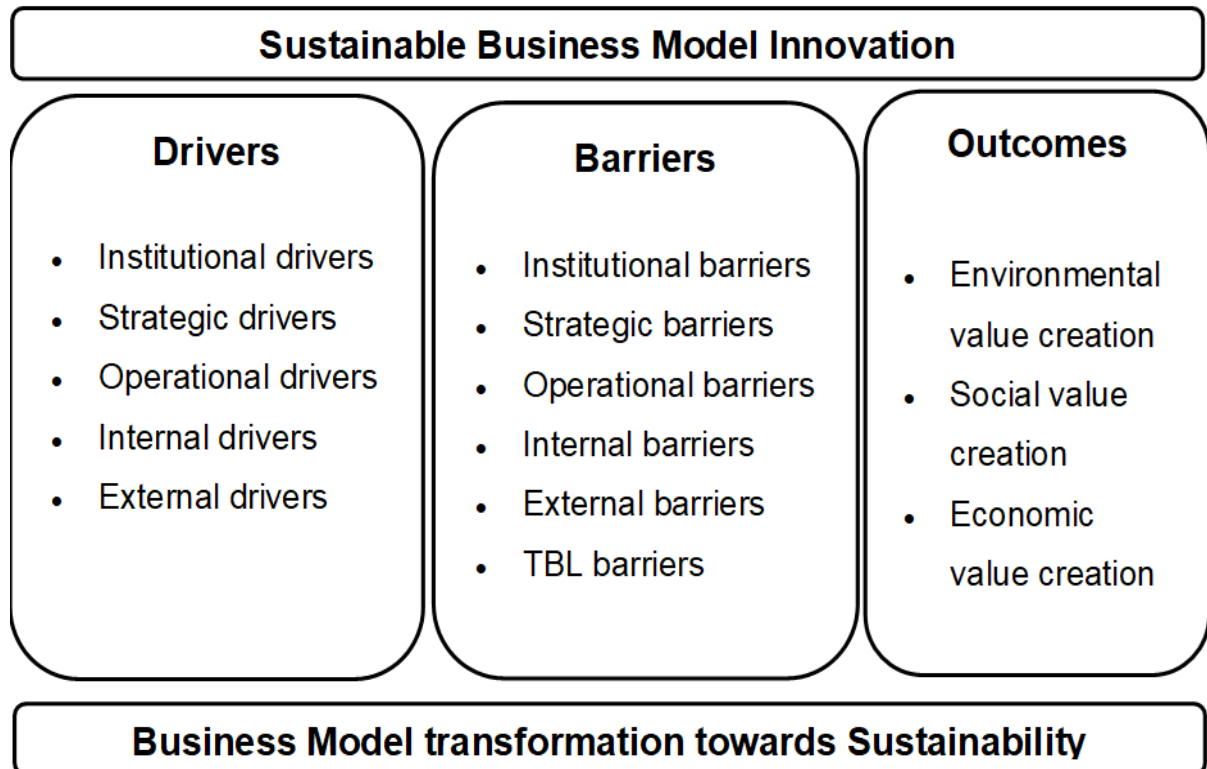 Sustainable Business Model Innovation
Drivers
• Institutional drivers
• Strategic drivers
• Operational drivers
• Internal drivers
• External drivers
Barriers
• Institutional barriers
• Strategic barriers
• Operational barriers
• Internal barriers
• External barriers
• TBL barriers
Outcomes
• Environmental
value creation
• Social value
creation
• Economic
value creation
Business Model transformation towards Sustainability